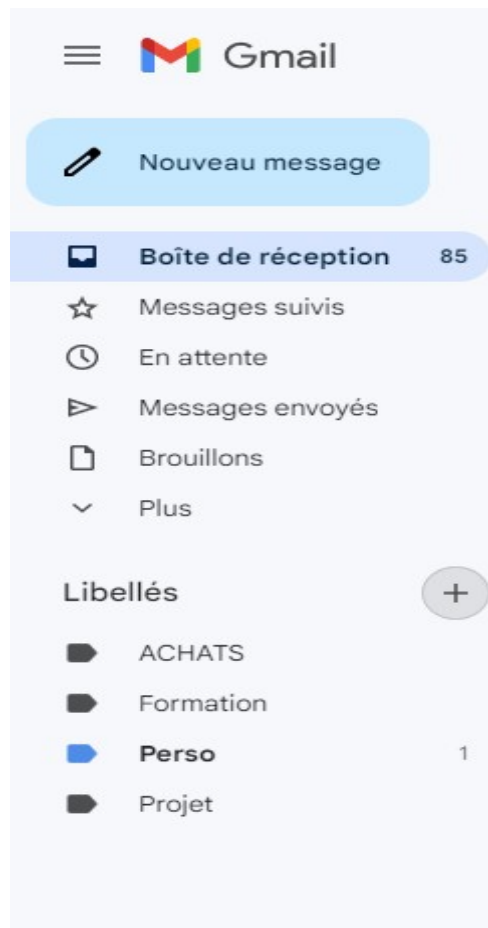 Gmail
Nouveau message
Boîte de réception 85
Messages suivis
En attente
Messages envoyés
Brouillons
Plus
Libellés +
ACHATS
Formation
Perso 1
Projet